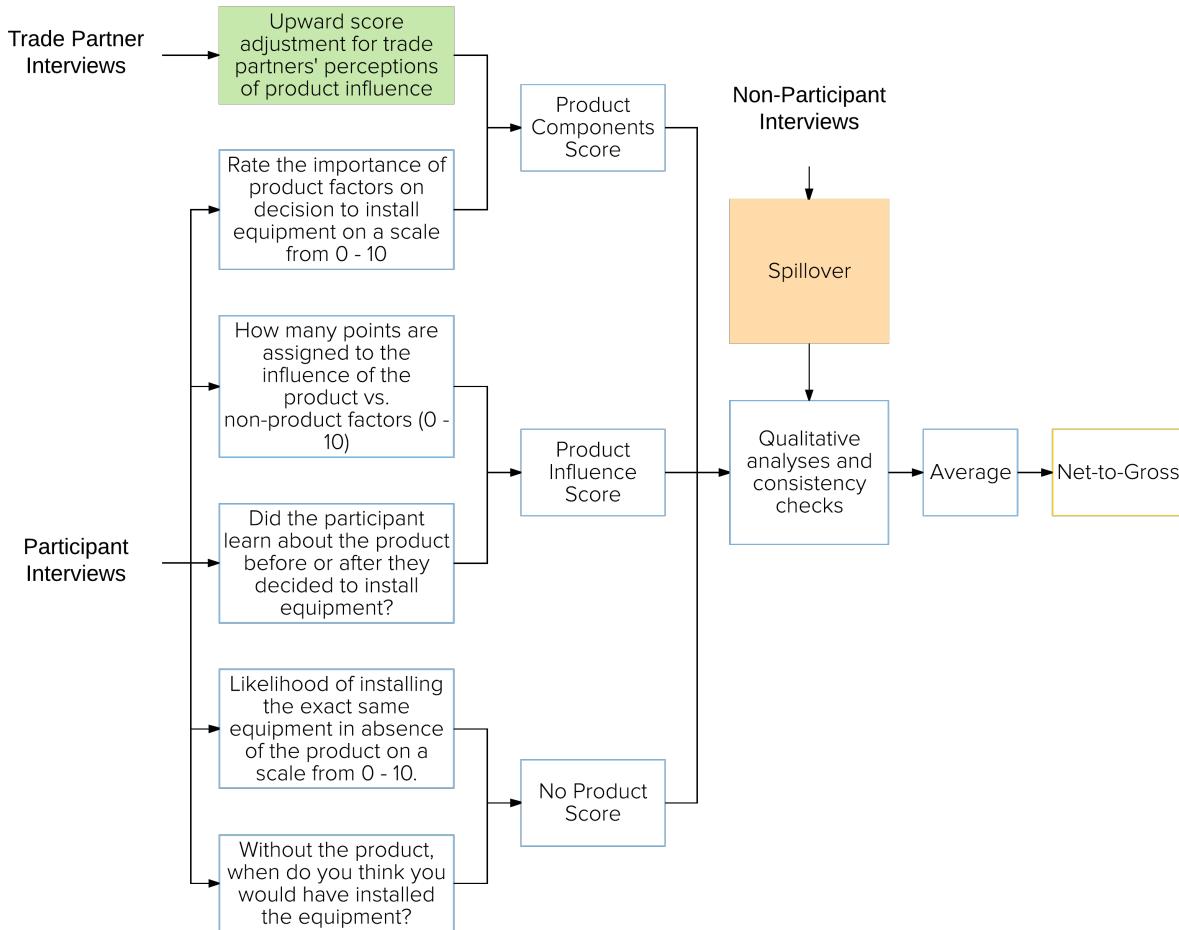 Trade Partner
Interviews
Upward score
adjustment for trade
partners' perceptions
of product influence
Rate the importance of
product factors on
decision to install
equipment on a scale
from 0 - 10
Product
Components
Score
Non-Participant
Interviews
Spillover
How many points are
assigned to the
influence of the
product vs.
non-product factors (0 -
10)
Participant
Interviews
Did the participant
learn about the product
before or after they
decided to install
equipment?
Product
Influence
Score
Qualitative
analyses and
consistency
checks
Average
Net-to-Gross
Likelihood of installing
the exact same
equipment in absence
of the product on a
scale from 0 - 10.
Without the product,
when do you think you
would have installed
the equipment?
No Product
Score